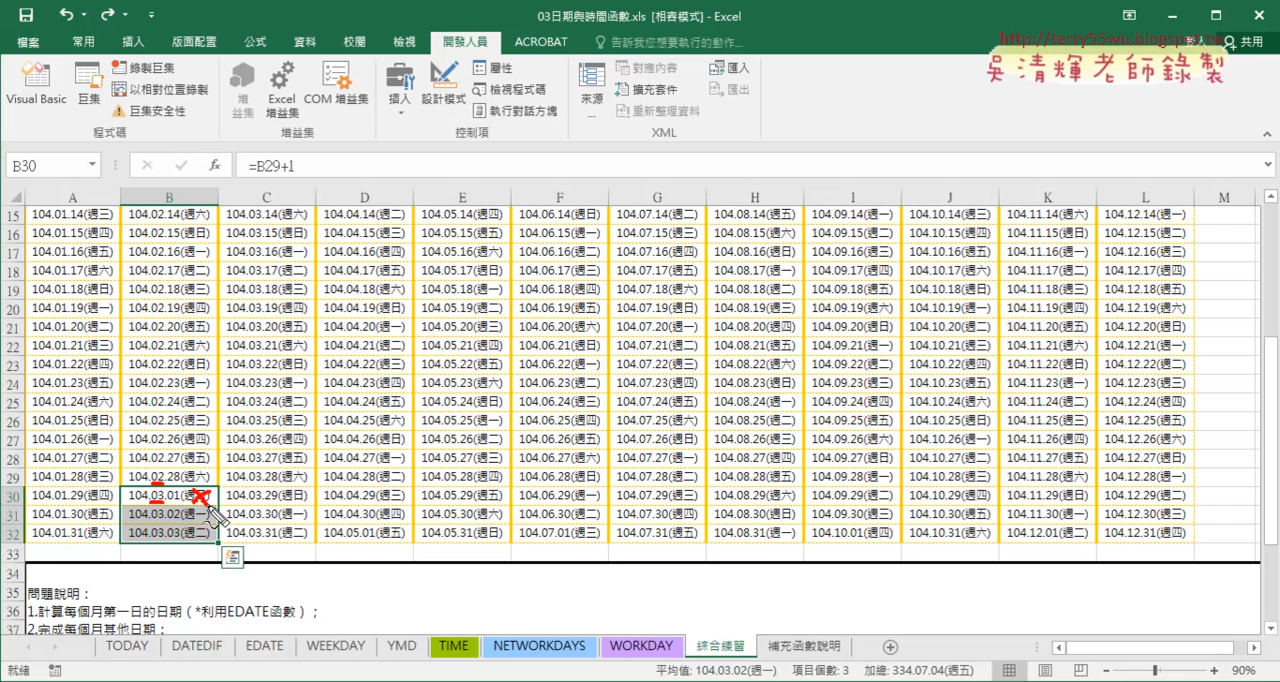 03日期與時間函數.xls [相容模式] - Excel
檔案 常用 插入 版面配置 公式 資料 校閱 檢視 開發人員 ACROBAT 告訴我您想要執行的動作... 共用
http://terry55wu.blogspot.tw
吳清輝老師錄製
Visual Basic 巨集 錄製巨集 以相對位置錄製 巨集安全性 程式碼
增益集 Excel 增益集 COM 增益集 增益集
插入 設計模式 屬性 檢視程式碼 執行對話方塊 控制項
來源... 對應內容 擴充套件 重新整理資料 匯入 匯出 XML
B30 fx =B29+1
A B C D E F G H I J K L M
15 104.01.14(週三) 104.02.14(週六) 104.03.14(週六) 104.04.14(週二) 104.05.14(週四) 104.06.14(週日) 104.07.14(週二) 104.08.14(週五) 104.09.14(週一) 104.10.14(週三) 104.11.14(週六) 104.12.14(週一)
16 104.01.15(週四) 104.02.15(週日) 104.03.15(週日) 104.04.15(週三) 104.05.15(週五) 104.06.15(週一) 104.07.15(週三) 104.08.15(週六) 104.09.15(週二) 104.10.15(週四) 104.11.15(週日) 104.12.15(週二)
17 104.01.16(週五) 104.02.16(週一) 104.03.16(週一) 104.04.16(週四) 104.05.16(週六) 104.06.16(週二) 104.07.16(週四) 104.08.16(週日) 104.09.16(週三) 104.10.16(週五) 104.11.16(週一) 104.12.16(週三)
18 104.01.17(週六) 104.02.17(週二) 104.03.17(週二) 104.04.17(週五) 104.05.17(週日) 104.06.17(週三) 104.07.17(週五) 104.08.17(週一) 104.09.17(週四) 104.10.17(週六) 104.11.17(週二) 104.12.17(週四)
19 104.01.18(週日) 104.02.18(週三) 104.03.18(週三) 104.04.18(週六) 104.05.18(週一) 104.06.18(週四) 104.07.18(週六) 104.08.18(週二) 104.09.18(週五) 104.10.18(週日) 104.11.18(週三) 104.12.18(週五)
20 104.01.19(週一) 104.02.19(週四) 104.03.19(週四) 104.04.19(週日) 104.05.19(週二) 104.06.19(週五) 104.07.19(週日) 104.08.19(週三) 104.09.19(週六) 104.10.19(週一) 104.11.19(週四) 104.12.19(週六)
21 104.01.20(週二) 104.02.20(週五) 104.03.20(週五) 104.04.20(週一) 104.05.20(週三) 104.06.20(週六) 104.07.20(週一) 104.08.20(週四) 104.09.20(週日) 104.10.20(週二) 104.11.20(週五) 104.12.20(週日)
22 104.01.21(週三) 104.02.21(週六) 104.03.21(週六) 104.04.21(週二) 104.05.21(週四) 104.06.21(週日) 104.07.21(週二) 104.08.21(週五) 104.09.21(週一) 104.10.21(週三) 104.11.21(週六) 104.12.21(週一)
23 104.01.22(週四) 104.02.22(週日) 104.03.22(週日) 104.04.22(週三) 104.05.22(週五) 104.06.22(週一) 104.07.22(週三) 104.08.22(週六) 104.09.22(週二) 104.10.22(週四) 104.11.22(週日) 104.12.22(週二)
24 104.01.23(週五) 104.02.23(週一) 104.03.23(週一) 104.04.23(週四) 104.05.23(週六) 104.06.23(週二) 104.07.23(週四) 104.08.23(週日) 104.09.23(週三) 104.10.23(週五) 104.11.23(週一) 104.12.23(週三)
25 104.01.24(週六) 104.02.24(週二) 104.03.24(週二) 104.04.24(週五) 104.05.24(週日) 104.06.24(週三) 104.07.24(週五) 104.08.24(週一) 104.09.24(週四) 104.10.24(週六) 104.11.24(週二) 104.12.24(週四)
26 104.01.25(週日) 104.02.25(週三) 104.03.25(週三) 104.04.25(週六) 104.05.25(週一) 104.06.25(週四) 104.07.25(週六) 104.08.25(週二) 104.09.25(週五) 104.10.25(週日) 104.11.25(週三) 104.12.25(週五)
27 104.01.26(週一) 104.02.26(週四) 104.03.26(週四) 104.04.26(週日) 104.05.26(週二) 104.06.26(週五) 104.07.26(週日) 104.08.26(週三) 104.09.26(週六) 104.10.26(週一) 104.11.26(週四) 104.12.26(週六)
28 104.01.27(週二) 104.02.27(週五) 104.03.27(週五) 104.04.27(週一) 104.05.27(週三) 104.06.27(週六) 104.07.27(週一) 104.08.27(週四) 104.09.27(週日) 104.10.27(週二) 104.11.27(週五) 104.12.27(週日)
29 104.01.28(週三) 104.02.28(週六) 104.03.28(週六) 104.04.28(週二) 104.05.28(週四) 104.06.28(週日) 104.07.28(週二) 104.08.28(週五) 104.09.28(週一) 104.10.28(週三) 104.11.28(週六) 104.12.28(週一)
30 104.01.29(週四) 104.03.01(週 104.03.29(週日) 104.04.29(週三) 104.05.29(週五) 104.06.29(週一) 104.07.29(週三) 104.08.29(週六) 104.09.29(週二) 104.10.29(週四) 104.11.29(週日) 104.12.29(週二)
31 104.01.30(週五) 104.03.02(週一) 104.03.30(週一) 104.04.30(週四) 104.05.30(週六) 104.06.30(週二) 104.07.30(週四) 104.08.30(週日) 104.09.30(週三) 104.10.30(週五) 104.11.30(週一) 104.12.30(週三)
32 104.01.31(週六) 104.03.03(週二) 104.03.31(週二) 104.05.01(週五) 104.05.31(週日) 104.07.01(週三) 104.07.31(週五) 104.08.31(週一) 104.10.01(週四) 104.10.31(週六) 104.12.01(週二) 104.12.31(週四)
33
34
35 問題說明：
36 1.計算每個月第一日的日期（*利用EDATE函數）；
37 2.完成每個月其他日期；
TODAY DATEDIF EDATE WEEKDAY YMD TIME NETWORKDAYS WORKDAY 綜合練習 補充函數說明
就緒 平均值: 104.03.02(週一) 項目個數: 3 加總: 334.07.04(週五) 90%